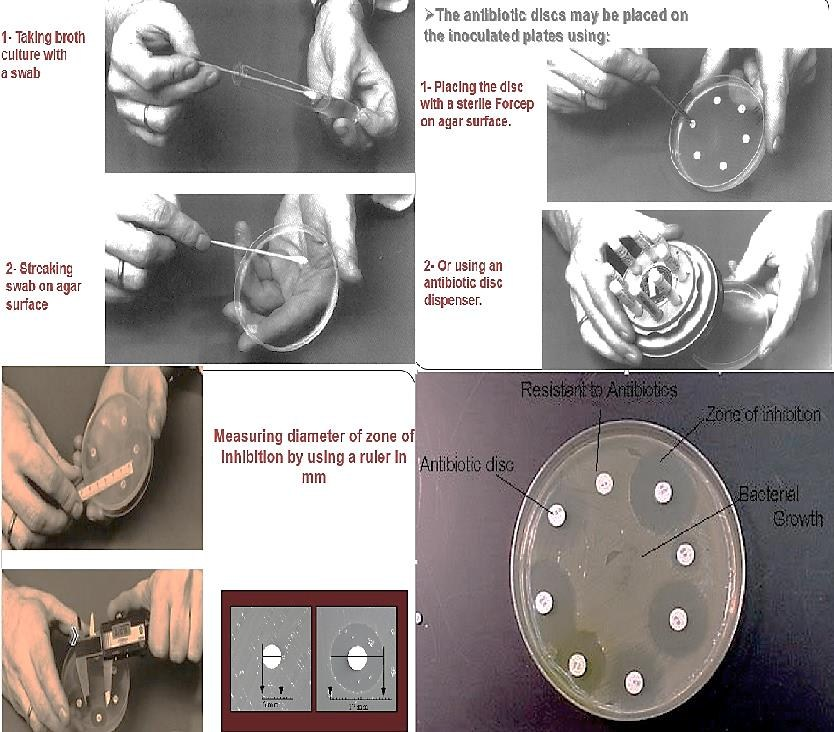 1- Taking broth
culture with
a swab
2- Streaking
swab on agar
surface
➢The antibiotic discs may be placed on
the inoculated plates using:
1- Placing the disc
with a sterile Forcep
on agar surface.
2- Or using an
antibiotic disc
dispenser.
Measuring diameter of zone of
Inhibition by using a ruler in
mm
Resistant to Antibiotics
Zone of inhibition
Antibiotic disc
Bacterial
Growth